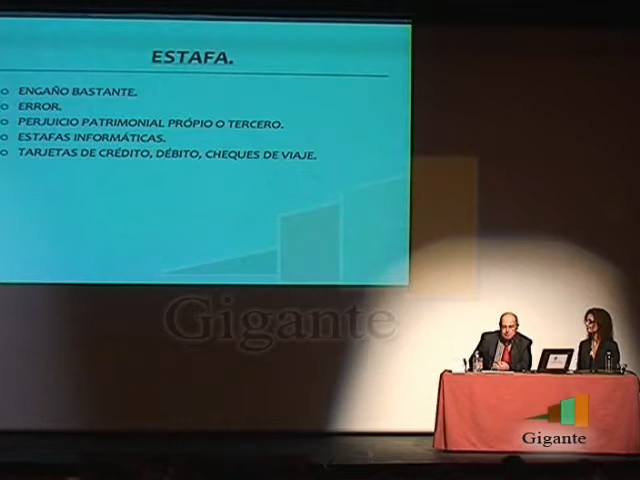 ESTAFA.
ENGAÑO BASTANTE.
ERROR.
PERJUICIO PATRIMONIAL PRÓPIO O TERCERO.
ESTAFAS INFORMÁTICAS.
TARJETAS DE CRÉDITO, DÉBITO, CHEQUES DE VIAJE.
Gigante
Gigante